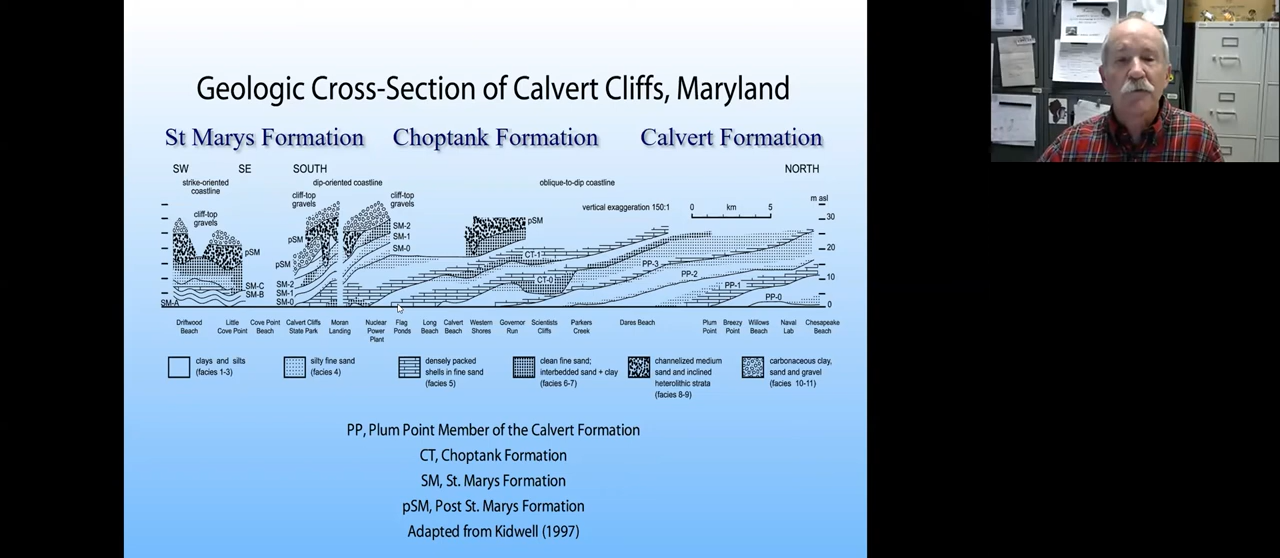 Geologic Cross-Section of Calvert Cliffs, Maryland
St Marys Formation
Choptank Formation
Calvert Formation
SW
SE
SOUTH
NORTH
strike-oriented
coastline
dip-oriented coastline
oblique-to-dip coastline
cliff-top
gravels
cliff-top
gravels
cliff-top
gravels
vertical exaggeration 150:1
0 km 5
m asl
30
20
10
0
pSM
pSM
pSM
pSM
SM-2
SM-1
SM-0
SM-C
SM-B
SM-A
SM-2
SM-1
SM-0
CT-1
CT-0
PP-3
PP-2
PP-1
PP-0
Driftwood
Beach
Little
Cove Point
Cove Point
Beach
Calvert Cliffs
State Park
Moran
Landing
Nuclear
Power
Plant
Flag
Ponds
Long
Beach
Calvert
Beach
Western
Shores
Governor
Run
Scientists
Cliffs
Parkers
Creek
Dares Beach
Plum
Point
Breezy
Point
Willows
Beach
Naval
Lab
Chesapeake
Beach
clays and silts
(facies 1-3)
silty fine sand
(facies 4)
densely packed
shells in fine sand
(facies 5)
clean fine sand;
interbedded sand + clay
(facies 6-7)
channelized medium
sand and inclined
heterolithic strata
(facies 8-9)
carbonaceous clay,
sand and gravel
(facies 10-11)
PP, Plum Point Member of the Calvert Formation
CT, Choptank Formation
SM, St. Marys Formation
pSM, Post St. Marys Formation
Adapted from Kidwell (1997)